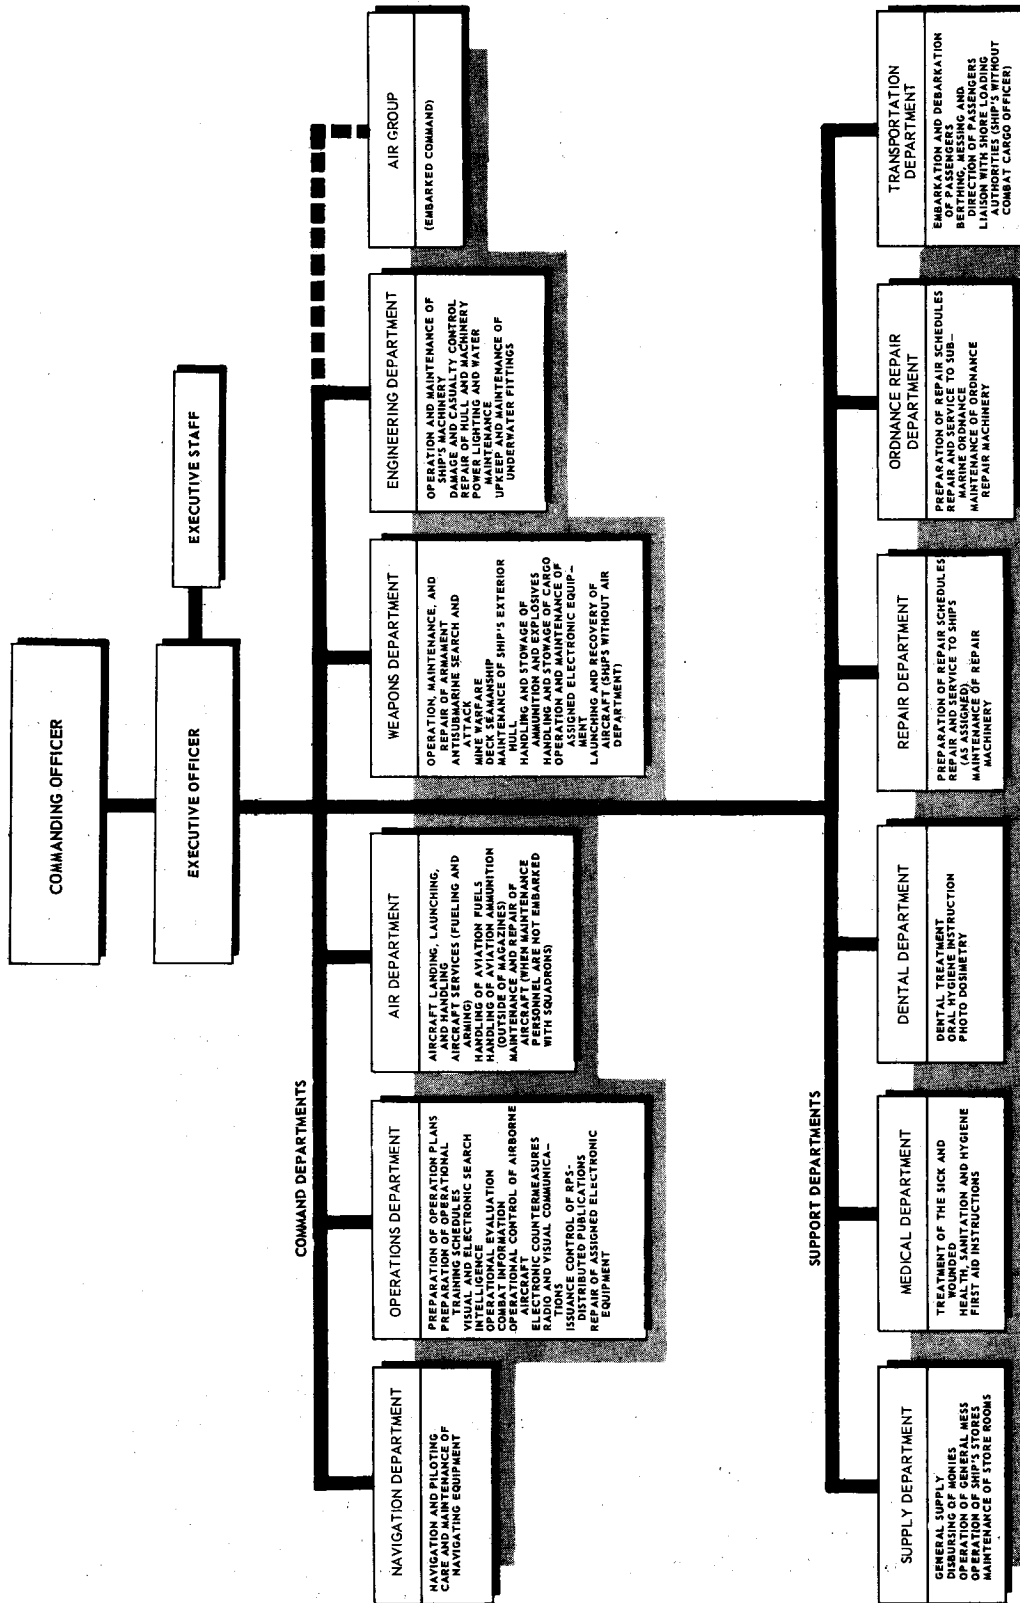 COMMANDING OFFICER
EXECUTIVE OFFICER
EXECUTIVE STAFF
COMMAND DEPARTMENTS
NAVIGATION DEPARTMENT
NAVIGATION AND PILOTING
CARE AND MAINTENANCE OF
NAVIGATING EQUIPMENT
OPERATIONS DEPARTMENT
PREPARATION OF OPERATION PLANS
PREPARATION OF OPERATIONAL
TRAINING SCHEDULES
VISUAL AND ELECTRONIC SEARCH
INTELLIGENCE
OPERATIONAL EVALUATION
COMBAT INFORMATION
OPERATIONAL CONTROL OF AIRBORNE
AIRCRAFT
ELECTRONIC COUNTERMEASURES
RADIO AND VISUAL COMMUNICA-
TIONS
ISSUANCE CONTROL OF RPS-
DISTRIBUTED PUBLICATIONS
REPAIR OF ASSIGNED ELECTRONIC
EQUIPMENT
AIR DEPARTMENT
AIRCRAFT LANDING, LAUNCHING,
AND HANDLING
AIRCRAFT SERVICES (FUELING AND
ARMING)
HANDLING OF AVIATION FUELS
HANDLING OF AVIATION AMMUNITION
(OUTSIDE OF MAGAZINES)
MAINTENANCE AND REPAIR OF
AIRCRAFT (WHEN MAINTENANCE
PERSONNEL ARE NOT EMBARKED
WITH SQUADRONS)
WEAPONS DEPARTMENT
OPERATION, MAINTENANCE, AND
REPAIR OF ARMAMENT
ANTISUBMARINE SEARCH AND
ATTACK
MINE WARFARE
DECK SEAMANSHIP
MAINTENANCE OF SHIP'S EXTERIOR
HULL
HANDLING AND STOWAGE OF
AMMUNITION AND EXPLOSIVES
HANDLING AND STOWAGE OF CARGO
OPERATION AND MAINTENANCE OF
ASSIGNED ELECTRONIC EQUIP-
MENT
LAUNCHING AND RECOVERY OF
AIRCRAFT (SHIPS WITHOUT AIR
DEPARTMENT)
ENGINEERING DEPARTMENT
OPERATION AND MAINTENANCE OF
SHIP'S MACHINERY
DAMAGE AND CASUALTY CONTROL
REPAIR OF HULL AND MACHINERY
POWER LIGHTING AND WATER
MAINTENANCE
UPKEEP AND MAINTENANCE OF
UNDERWATER FITTINGS
AIR GROUP
(EMBARKED COMMAND)
SUPPORT DEPARTMENTS
SUPPLY DEPARTMENT
GENERAL SUPPLY
DISBURSING OF MONIES
OPERATION OF GENERAL MESS
OPERATION OF SHIP'S STORES
MAINTENANCE OF STORE ROOMS
MEDICAL DEPARTMENT
TREATMENT OF THE SICK AND
WOUNDED
HEALTH, SANITATION AND HYGIENE
FIRST AID INSTRUCTIONS
DENTAL DEPARTMENT
DENTAL TREATMENT
ORAL HYGIENE INSTRUCTION
PHOTO DOSIMETRY
REPAIR DEPARTMENT
PREPARATION OF REPAIR SCHEDULES
REPAIR AND SERVICE TO SHIPS
(AS ASSIGNED)
MAINTENANCE OF REPAIR
MACHINERY
ORDNANCE REPAIR
DEPARTMENT
PREPARATION OF REPAIR SCHEDULES
REPAIR AND SERVICE TO SUB-
MARINE ORDNANCE
MAINTENANCE OF ORDNANCE
REPAIR MACHINERY
TRANSPORTATION
DEPARTMENT
EMBARKATION AND DEBARKATION
OF PASSENGERS
BERTHING, MESSING AND
DIRECTION OF PASSENGERS
LIAISON WITH SHORE LOADING
AUTHORITIES (SHIP'S WITHOUT
COMBAT CARGO OFFICER)